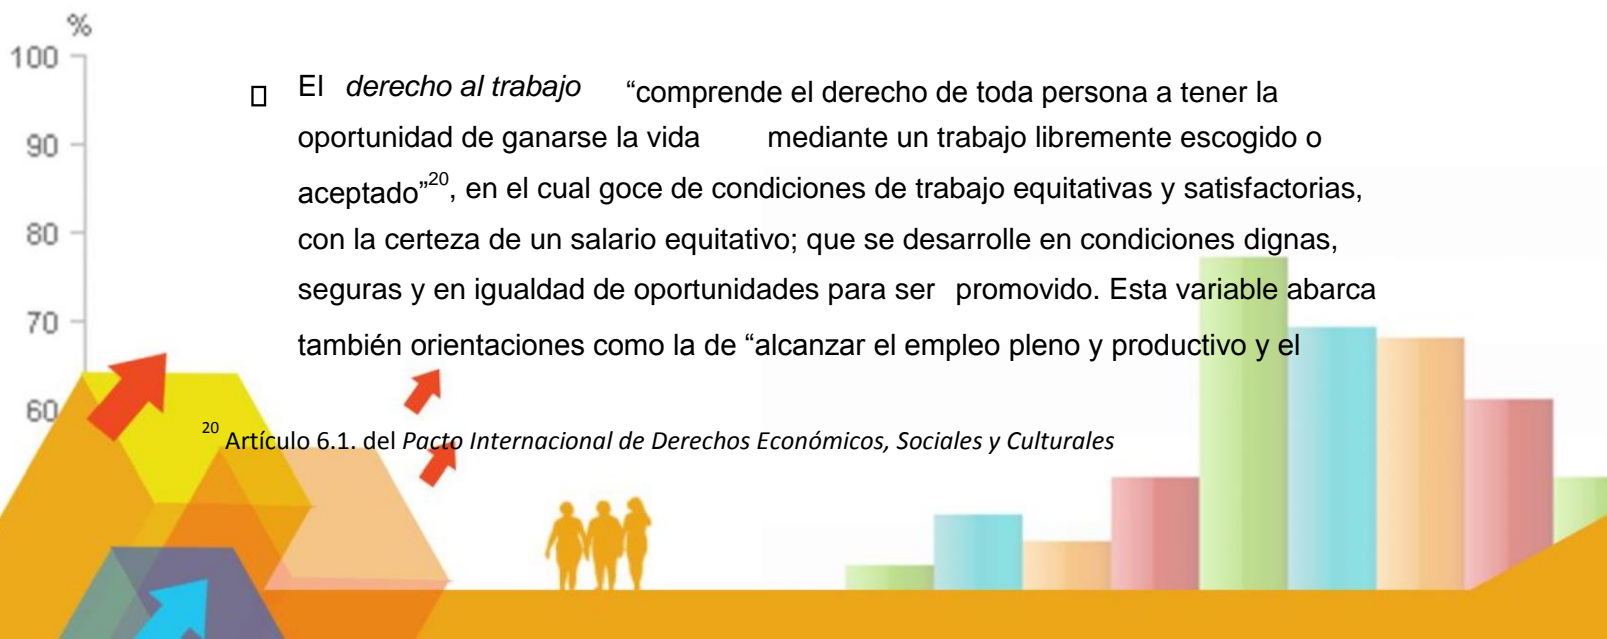 %
100
90
80
70
60
▯ El derecho al trabajo “comprende el derecho de toda persona a tener la
oportunidad de ganarse la vida mediante un trabajo libremente escogido o
aceptado”20, en el cual goce de condiciones de trabajo equitativas y satisfactorias,
con la certeza de un salario equitativo; que se desarrolle en condiciones dignas,
seguras y en igualdad de oportunidades para ser promovido. Esta variable abarca
también orientaciones como la de “alcanzar el empleo pleno y productivo y el
20 Artículo 6.1. del Pacto Internacional de Derechos Económicos, Sociales y Culturales